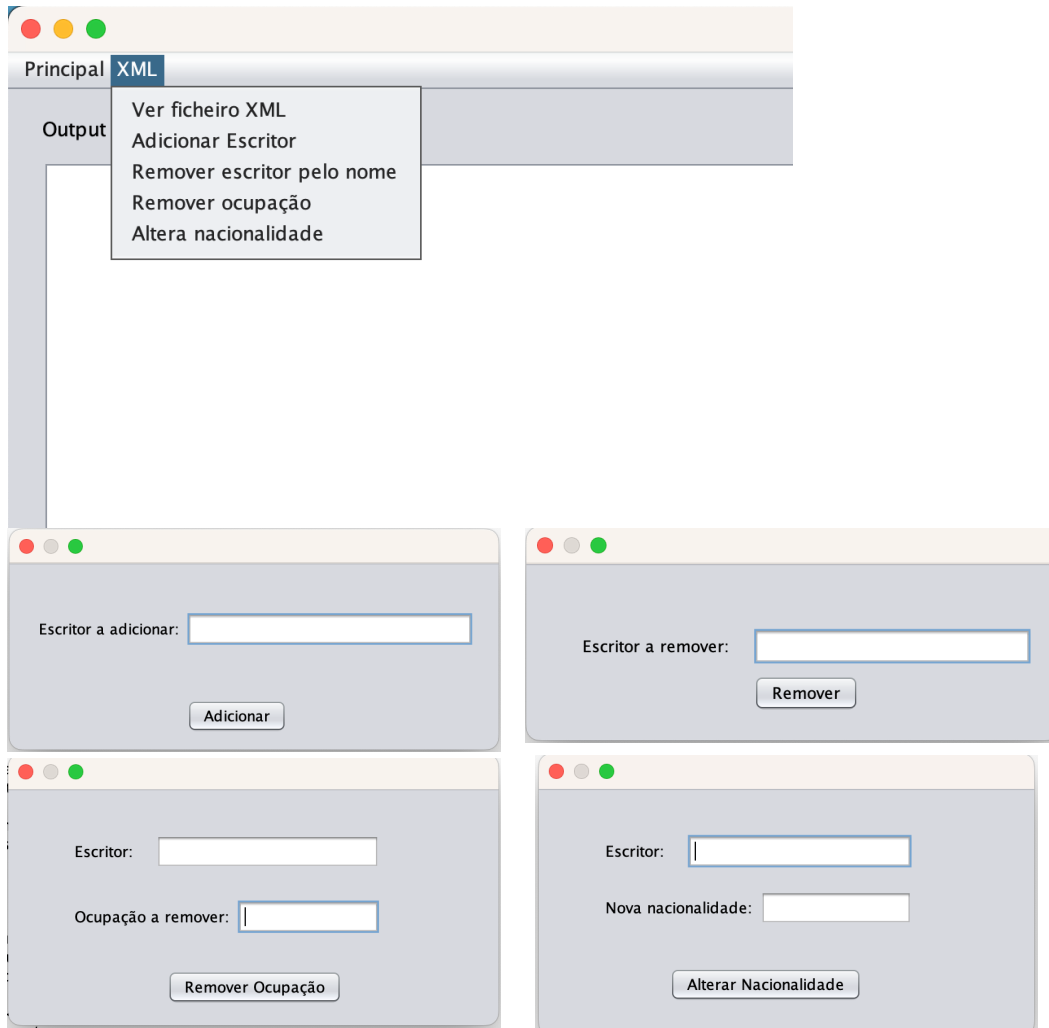 Principal XML
Ver ficheiro XML
Output
Adicionar Escritor
Remover escritor pelo nome
Remover ocupação
Altera nacionalidade
Escritor a adicionar:
Adicionar
Escritor a remover:
Remover
Escritor:
Ocupação a remover:
Remover Ocupação
Escritor:
Nova nacionalidade:
Alterar Nacionalidade